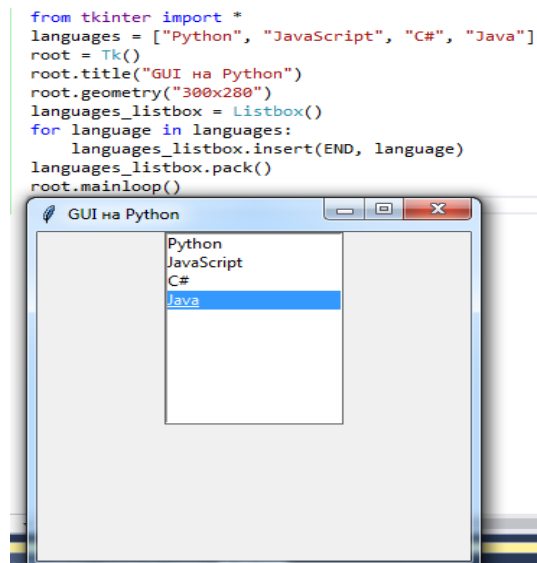 from tkinter import *
languages = ["Python", "JavaScript", "C#", "Java"]
root = Tk()
root.title("GUI на Python")
root.geometry("300x280")
languages_listbox = Listbox()
for language in languages:
    languages_listbox.insert(END, language)
languages_listbox.pack()
root.mainloop()
GUI на Python
Python
JavaScript
C#
Java